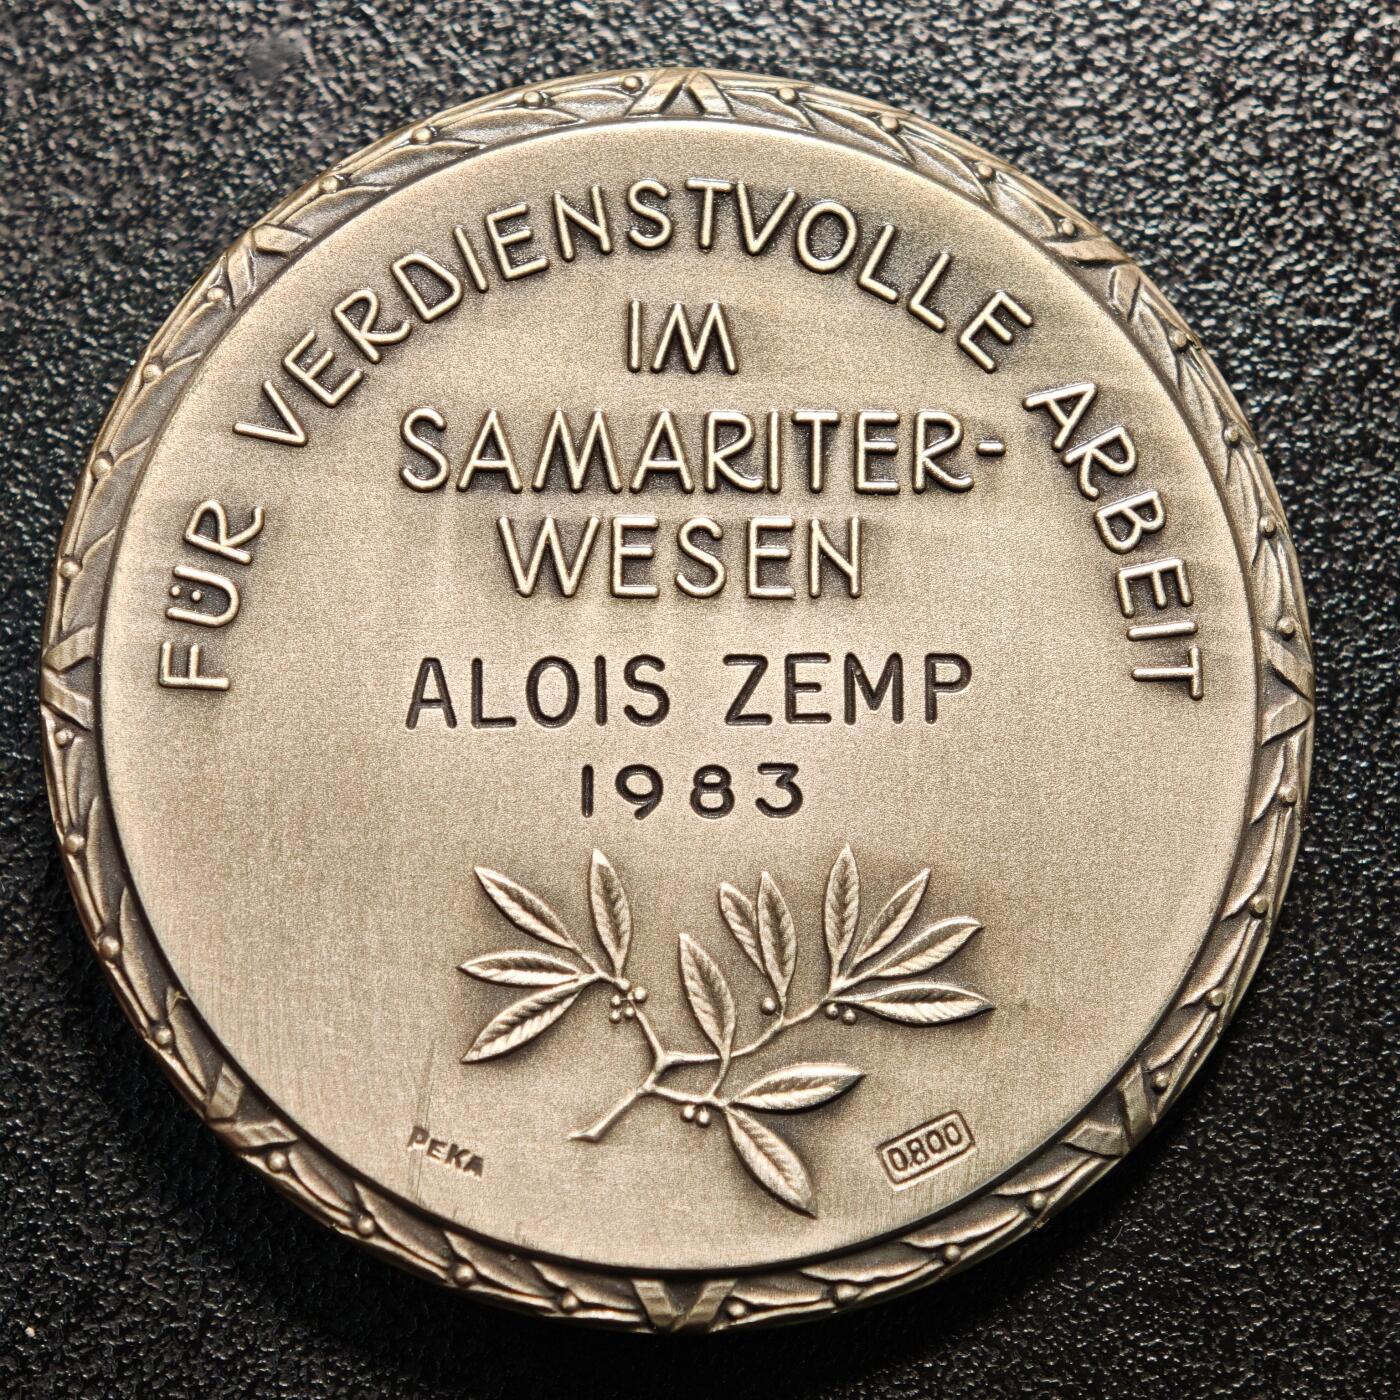 FÜR VERDIENSTVOLLE ARBEIT
IM
SAMARITER-
WESEN
ALOIS ZEMP
1983
PEKA
0.800